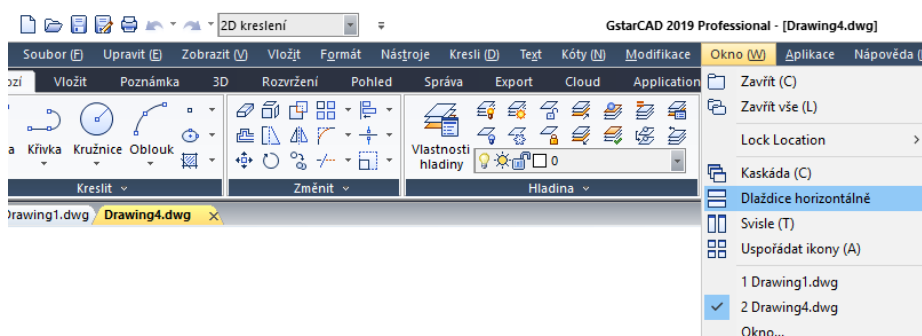 2D kreslení
GstarCAD 2019 Professional - [Drawing4.dwg]
Soubor (F) Upravit (E) Zobrazit (V) Vložit Formát Nástroje Kresli (D) Text Kóty (N) Modifikace Okno (W) Aplikace Nápověda (
ozí Vložit Poznámka 3D Rozvržení Pohled Správa Export Cloud Application
a Křivka Kružnice Oblouk
Vlastnosti
hladiny
0
Kreslit Změnit Hladina
Drawing1.dwg Drawing4.dwg
Zavřít (C)
Zavřít vše (L)
Lock Location
Kaskáda (C)
Dlaždice horizontálně
Svisle (T)
Uspořádat ikony (A)
1 Drawing1.dwg
2 Drawing4.dwg
Okno...